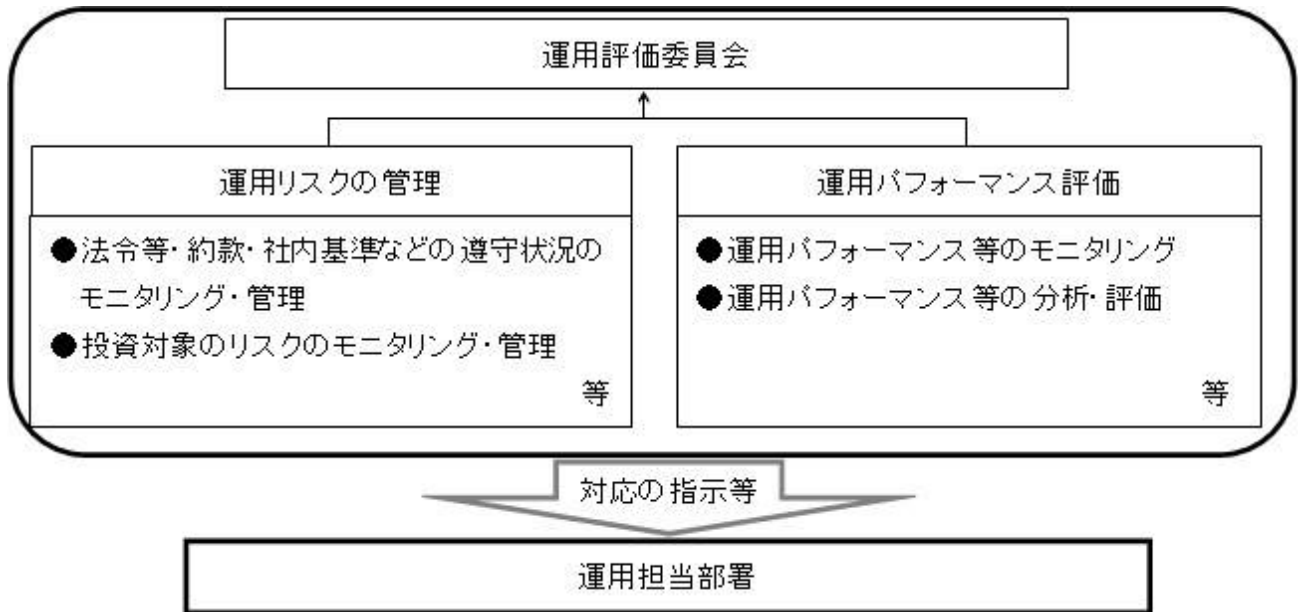 運用評価委員会
運用リスクの管理
●法令等・約款・社内基準などの遵守状況の
モニタリング・管理
●投資対象のリスクのモニタリング・管理
等
運用パフォーマンス評価
●運用パフォーマンス等のモニタリング
●運用パフォーマンス等の分析・評価
等
対応の指示等
運用担当部署